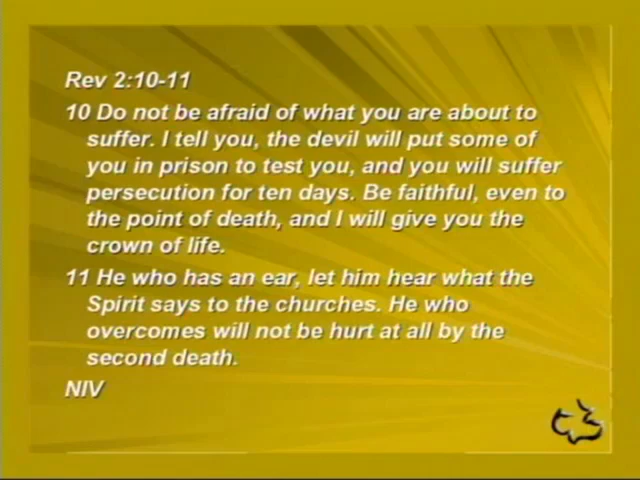 Rev 2:10-11
10 Do not be afraid of what you are about to
suffer. I tell you, the devil will put some of
you in prison to test you, and you will suffer
persecution for ten days. Be faithful, even to
the point of death, and I will give you the
crown of life.
11 He who has an ear, let him hear what the
Spirit says to the churches. He who
overcomes will not be hurt at all by the
second death.
NIV